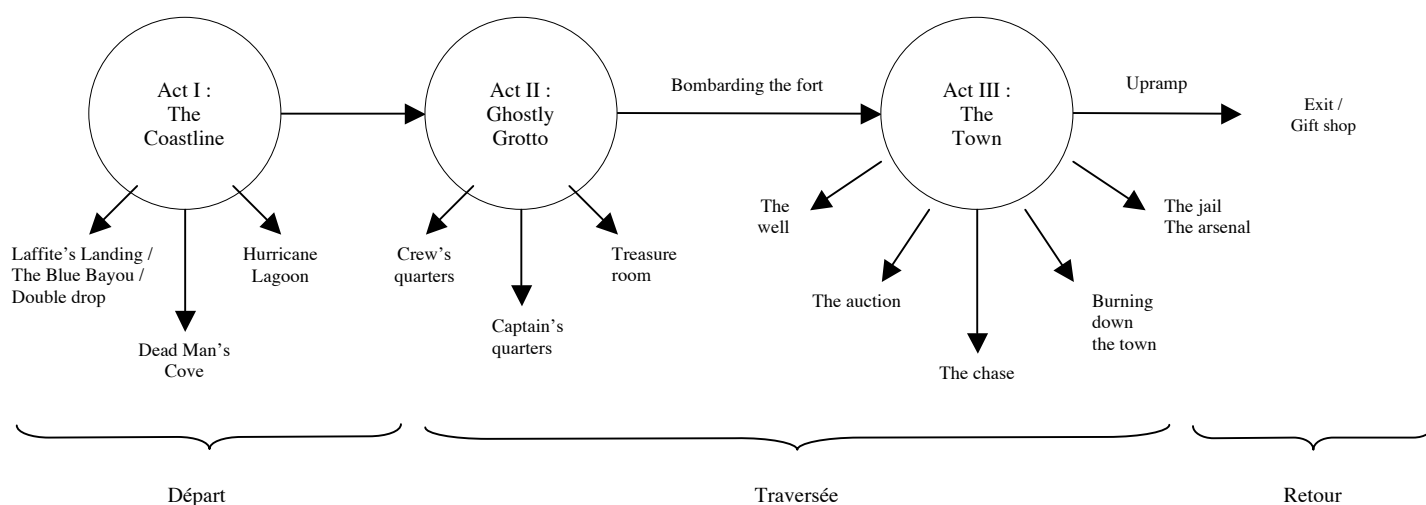 Act I :
The
Coastline
Act II :
Ghostly
Grotto
Bombarding the fort
Act III :
The
Town
Upramp
Exit /
Gift shop
Laffite’s Landing /
The Blue Bayou /
Double drop
Dead Man’s
Cove
Hurricane
Lagoon
Crew’s
quarters
Captain’s
quarters
Treasure
room
The
well
The auction
The chase
Burning
down
the town
The jail
The arsenal
Départ
Traversée
Retour